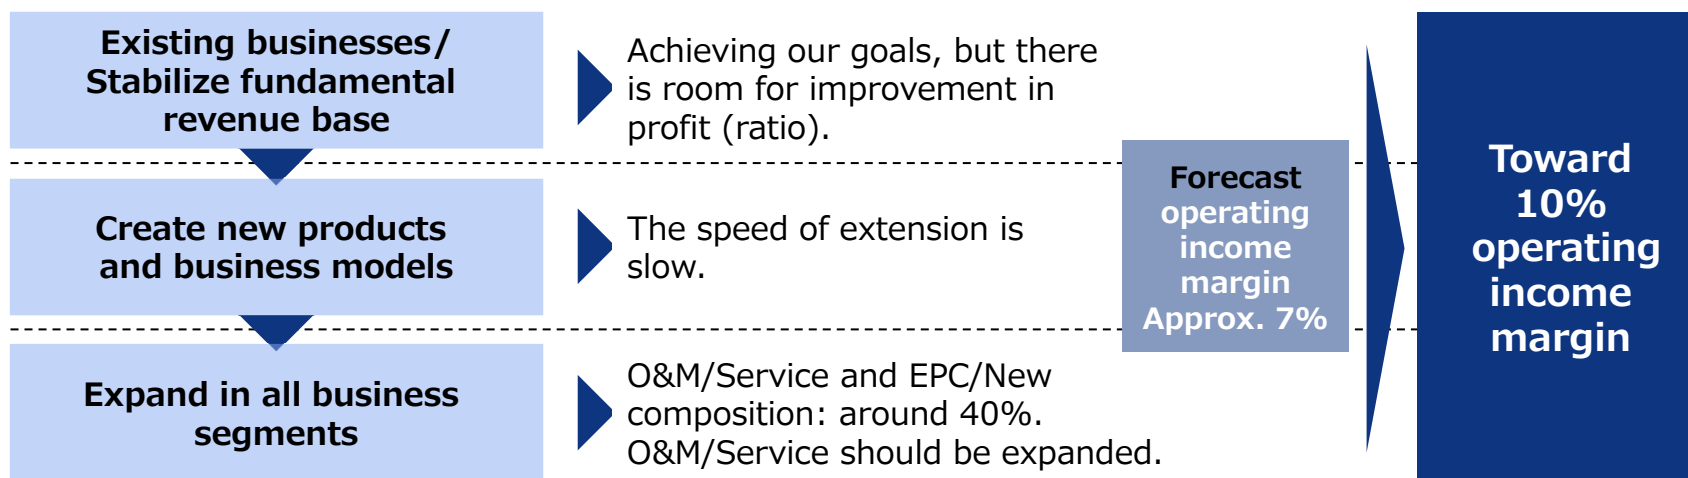 Existing businesses/
Stabilize fundamental
revenue base
Achieving our goals, but there
is room for improvement in
profit (ratio).
Create new products
and business models
The speed of extension is
slow.
Expand in all business
segments
O&M/Service and EPC/New
composition: around 40%.
O&M/Service should be expanded.
Forecast
operating
income
margin
Approx. 7%
Toward
10%
operating
income
margin